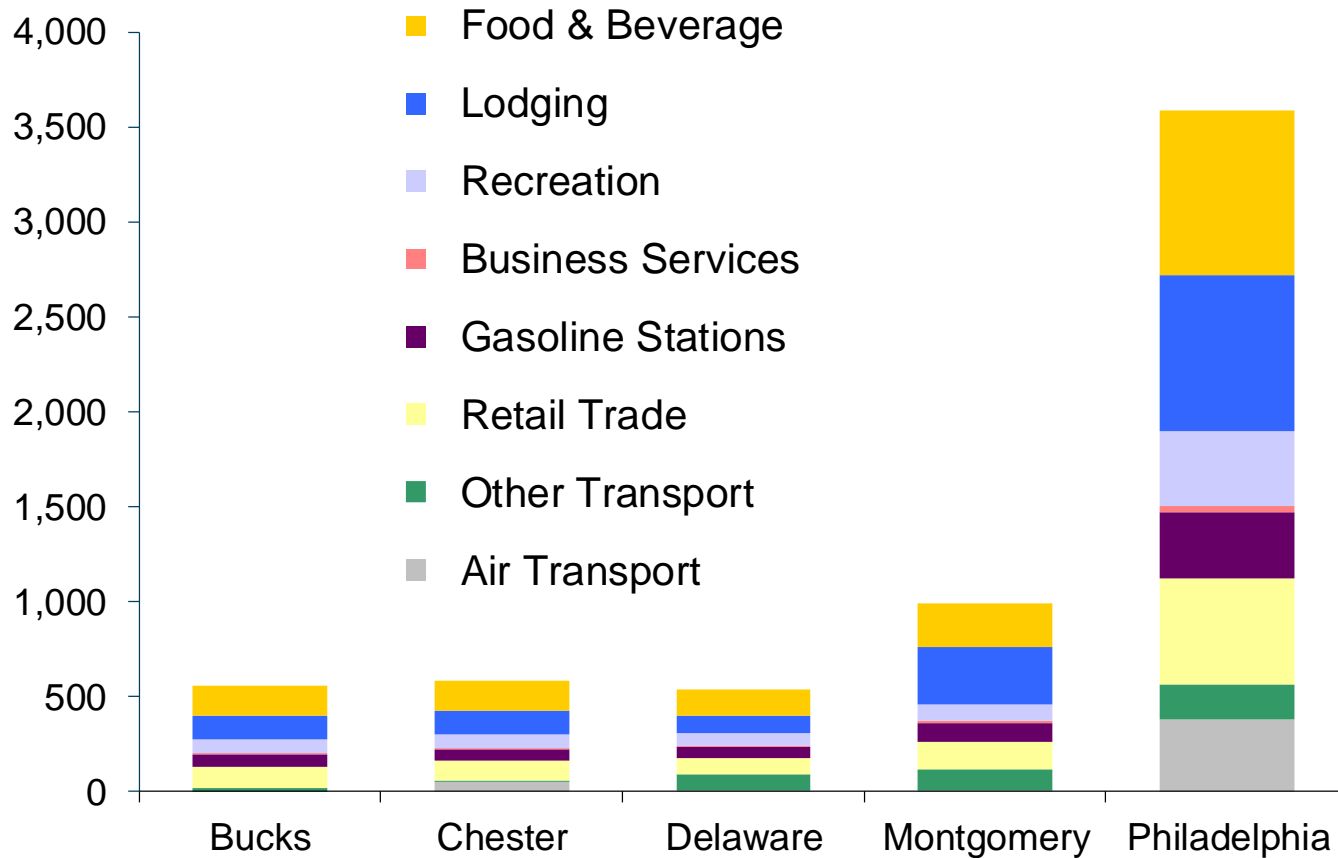 4,000
3,500
3,000
2,500
2,000
1,500
1,000
500
0
Food & Beverage
Lodging
Recreation
Business Services
Gasoline Stations
Retail Trade
Other Transport
Air Transport
Bucks Chester Delaware Montgomery Philadelphia